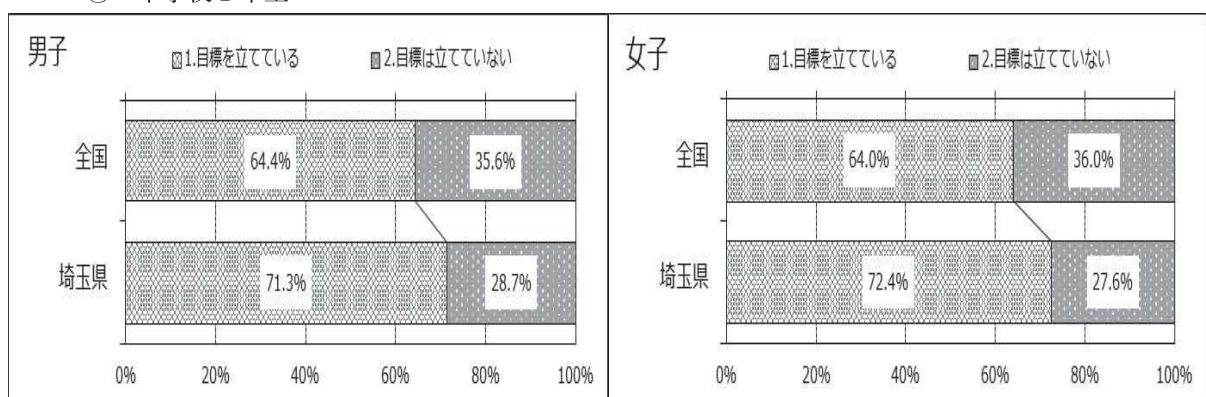 男子
1.目標を立てている 2.目標は立てていない
全国 64.4% 35.6%
埼玉県 71.3% 28.7%
0% 20% 40% 60% 80% 100%
女子
1.目標を立てている 2.目標は立てていない
全国 64.0% 36.0%
埼玉県 72.4% 27.6%
0% 20% 40% 60% 80% 100%